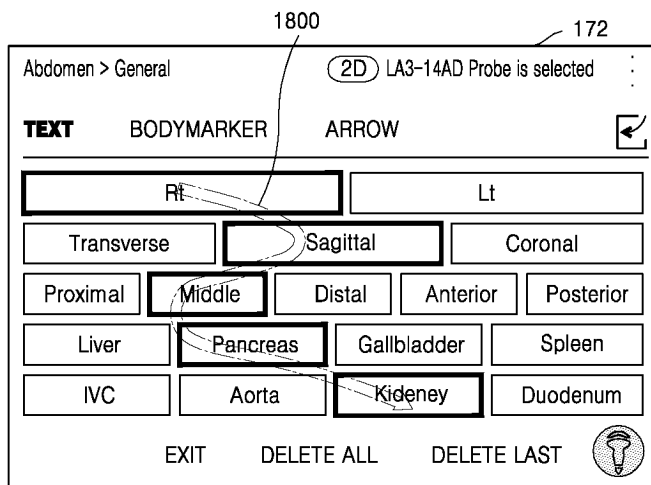 1800
172
Abdomen > General 2D LA3-14AD Probe is selected
TEXT BODYMARKER ARROW
Rt Lt
Transverse Sagittal Coronal
Proximal Middle Distal Anterior Posterior
Liver Pancreas Gallbladder Spleen
IVC Aorta Kideney Duodenum
EXIT DELETE ALL DELETE LAST